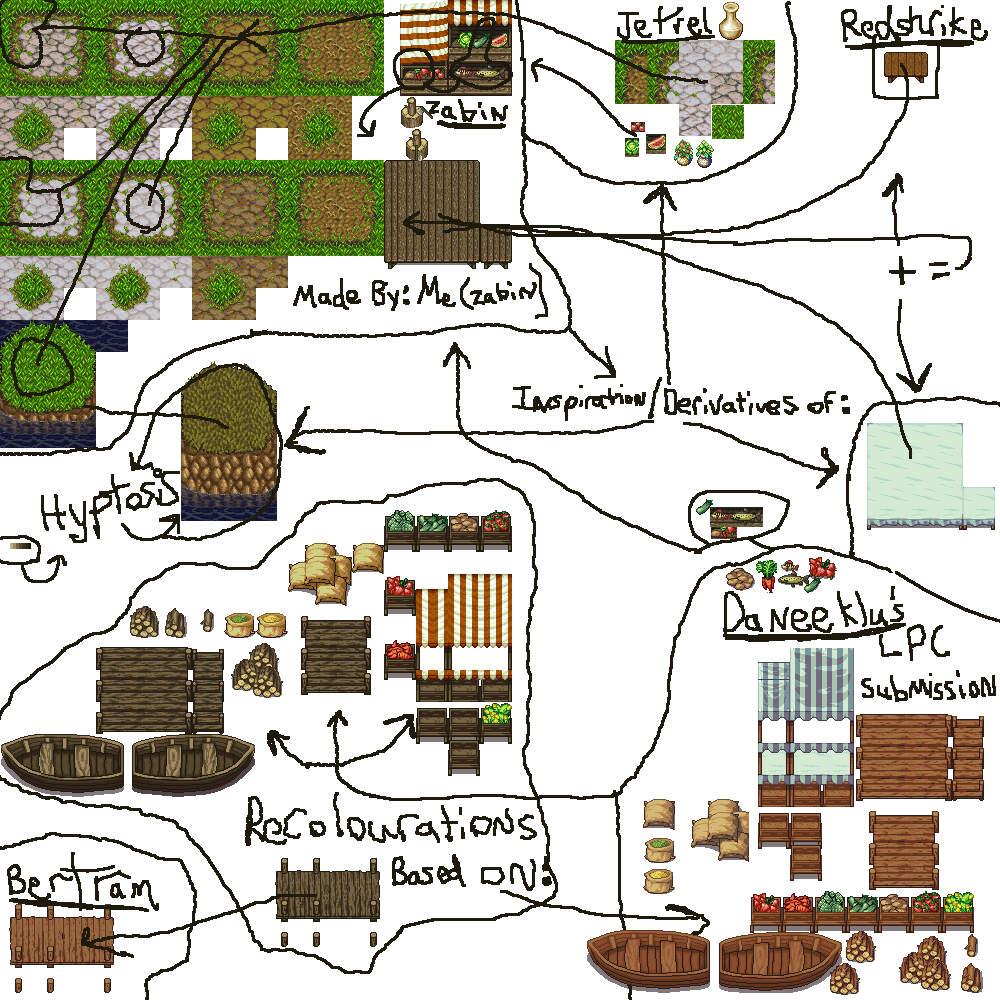 Jetrel
Redstrike
zabin
Made By: Me (zabin)
Inspiration / Derivatives of:
+ =
Hyptosis
Daneeklu's
LPC
submission
Recolourations
Based on:
Bertram